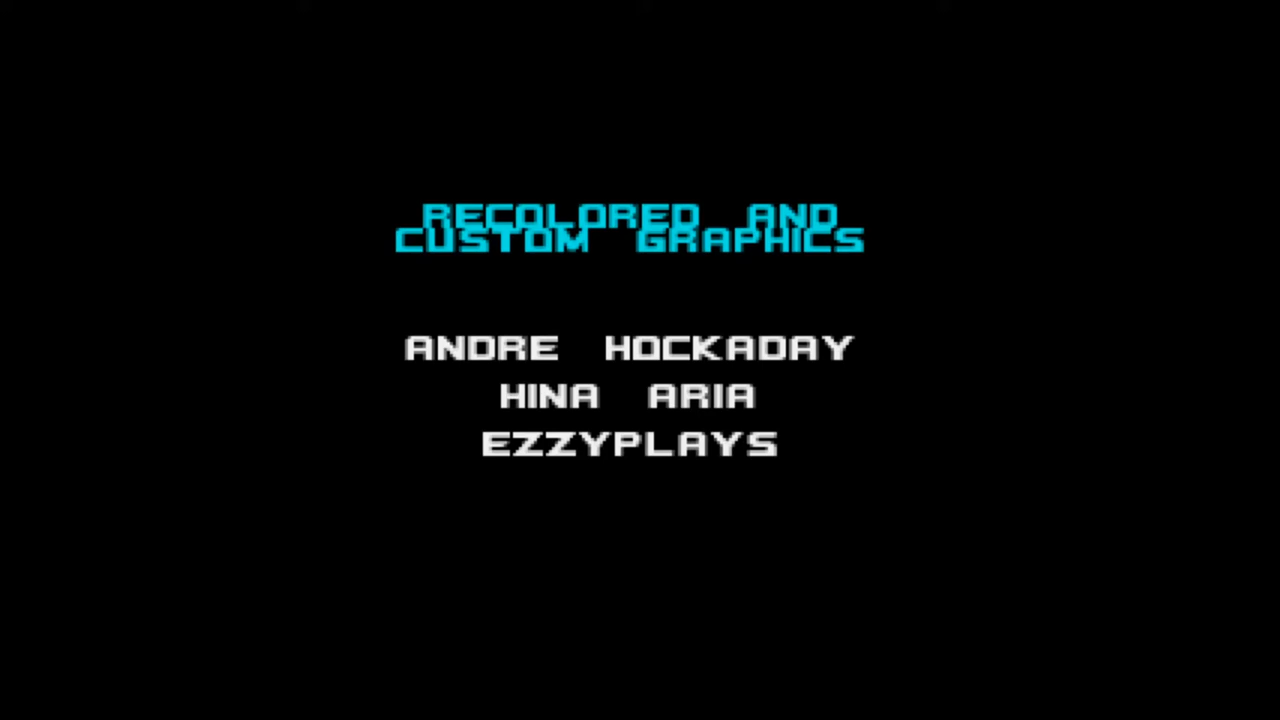 RECOLORED AND
CUSTOM GRAPHICS
ANDRE HOCKADAY
HINA ARIA
EZZYPLAYS